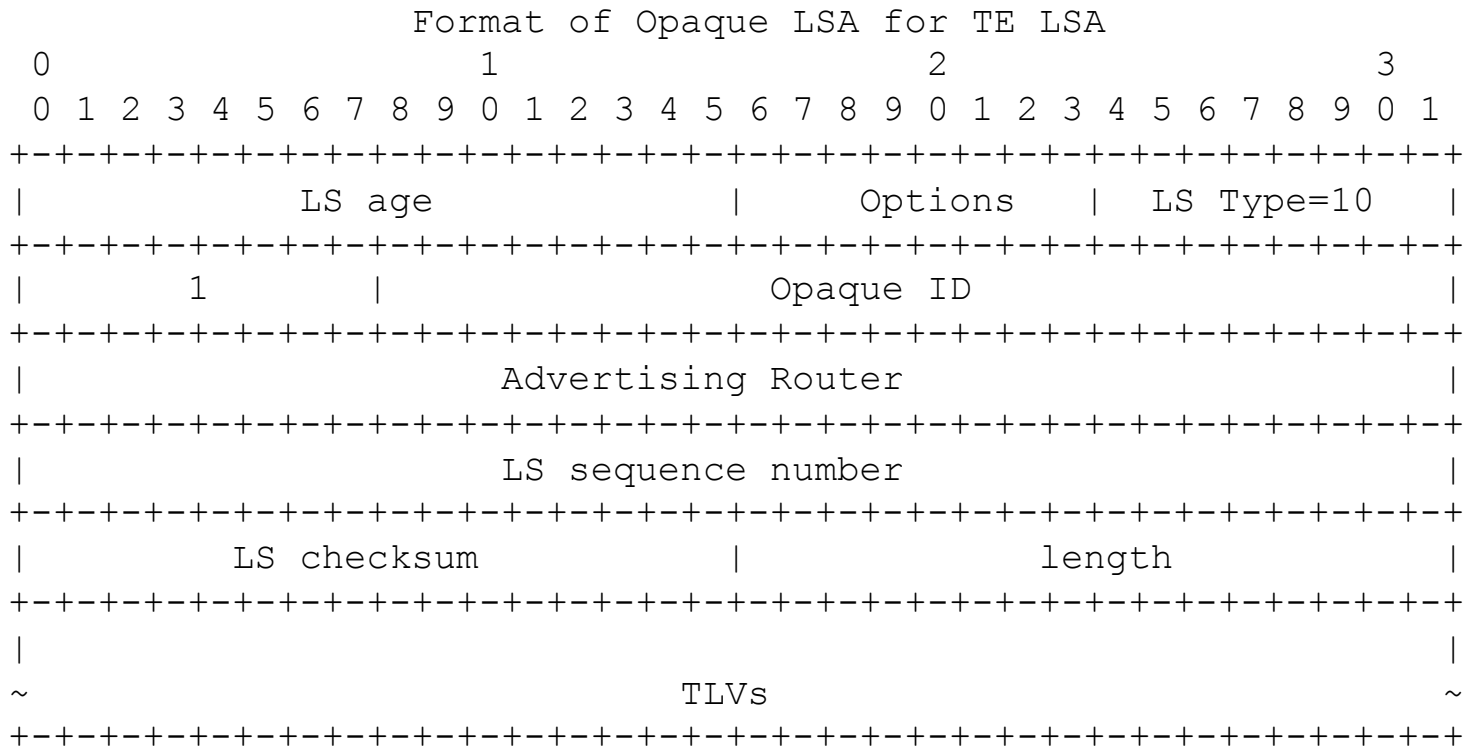 Format of Opaque LSA for TE LSA
 0                   1                   2                   3
 0 1 2 3 4 5 6 7 8 9 0 1 2 3 4 5 6 7 8 9 0 1 2 3 4 5 6 7 8 9 0 1
+-+-+-+-+-+-+-+-+-+-+-+-+-+-+-+-+-+-+-+-+-+-+-+-+-+-+-+-+-+-+-+-+
|            LS age             |     Options   |  LS Type=10   |
+-+-+-+-+-+-+-+-+-+-+-+-+-+-+-+-+-+-+-+-+-+-+-+-+-+-+-+-+-+-+-+-+
|       1       |                 Opaque ID                     |
+-+-+-+-+-+-+-+-+-+-+-+-+-+-+-+-+-+-+-+-+-+-+-+-+-+-+-+-+-+-+-+-+
|                     Advertising Router                        |
+-+-+-+-+-+-+-+-+-+-+-+-+-+-+-+-+-+-+-+-+-+-+-+-+-+-+-+-+-+-+-+-+
|                     LS sequence number                        |
+-+-+-+-+-+-+-+-+-+-+-+-+-+-+-+-+-+-+-+-+-+-+-+-+-+-+-+-+-+-+-+-+
|         LS checksum           |             length            |
+-+-+-+-+-+-+-+-+-+-+-+-+-+-+-+-+-+-+-+-+-+-+-+-+-+-+-+-+-+-+-+-+
|                                                               |
~                             TLVs                              ~
+-+-+-+-+-+-+-+-+-+-+-+-+-+-+-+-+-+-+-+-+-+-+-+-+-+-+-+-+-+-+-+-+